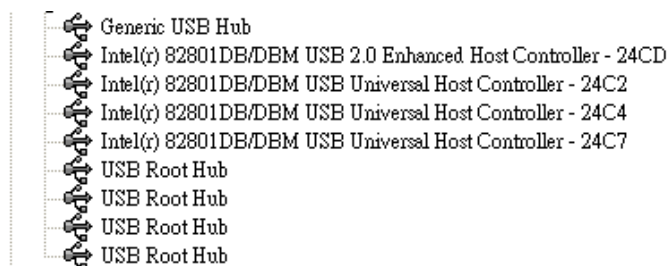 Generic USB Hub
Intel(r) 82801DB/DBM USB 2.0 Enhanced Host Controller - 24CD
Intel(r) 82801DB/DBM USB Universal Host Controller - 24C2
Intel(r) 82801DB/DBM USB Universal Host Controller - 24C4
Intel(r) 82801DB/DBM USB Universal Host Controller - 24C7
USB Root Hub
USB Root Hub
USB Root Hub
USB Root Hub